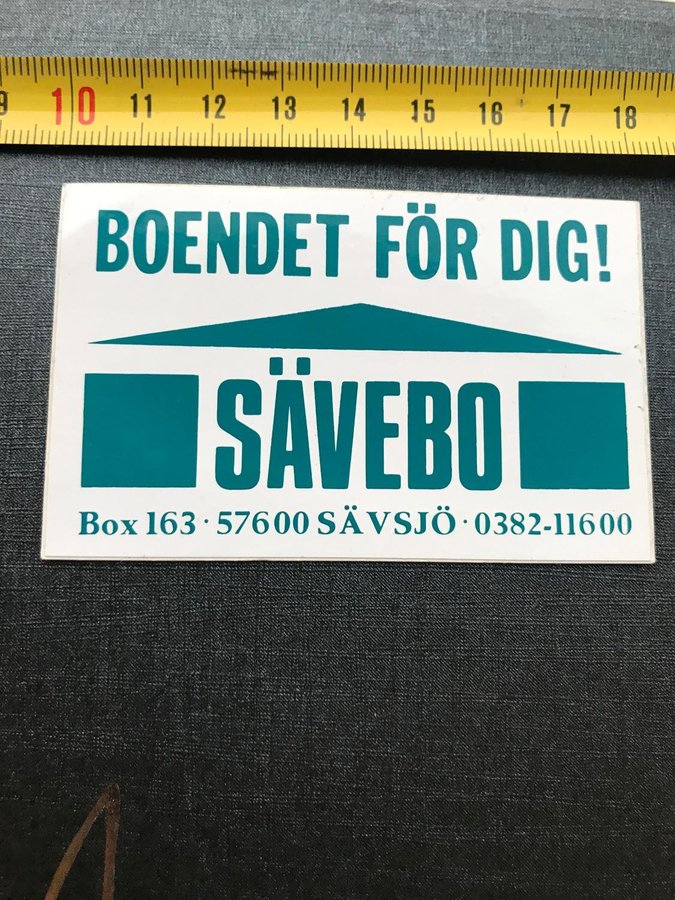 9 10 11 12 13 14 15 16 17 18
BOENDET FÖR DIG!
SÄVEBO
Box 163 · 57600 SÄVSJÖ · 0382-11600